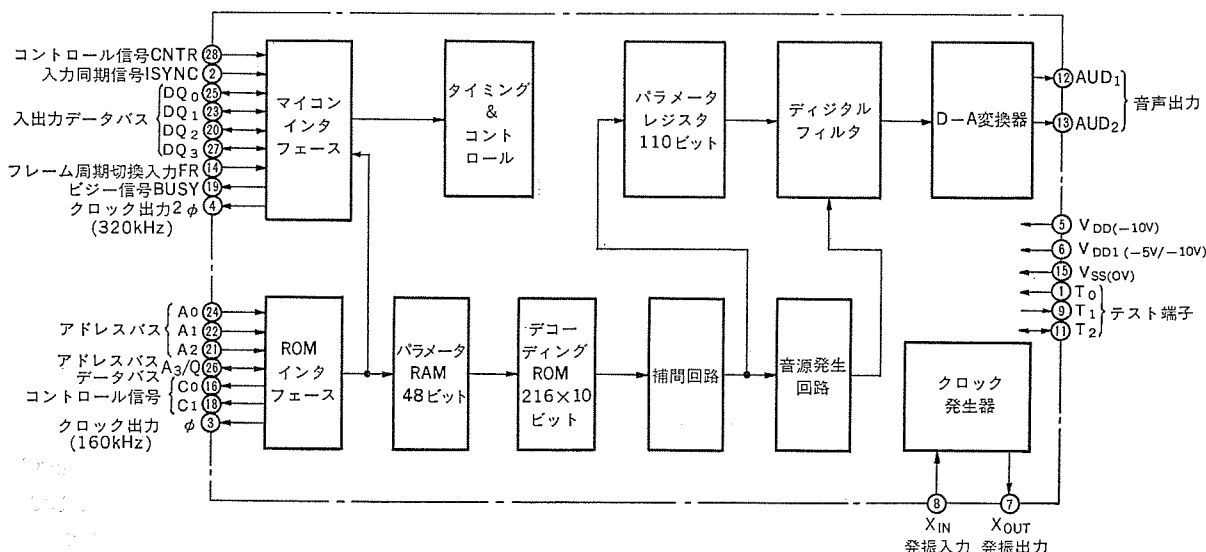 コントロール信号CNTR 28
入力同期信号ISYNC 2
入出力データバス
DQ0 25
DQ1 23
DQ2 20
DQ3 27
フレーム周期切換入力FR 14
ビジー信号BUSY 19
クロック出力2φ 4
(320kHz)
マイコン
インタ
フェース
タイミング
&
コント
ロール
パラメータ
レジスタ
110ビット
ディジタル
フィルタ
D-A変換器
12 AUD1
13 AUD2
音声出力
5 VDD(-10V)
6 VDD1(-5V/-10V)
15 VSS(0V)
1 T0
9 T1
11 T2
テスト端子
アドレスバス
A0 24
A1 22
A2 21
アドレスバス
データバス
A3/Q 26
コントロール信号
C0 16
C1 18
クロック出力 φ 3
(160kHz)
ROM
インタ
フェース
パラメータ
RAM
48ビット
デコー
ディング
ROM
216×10
ビット
補間回路
音源発生
回路
クロック
発生器
8
XIN
発振入力
7
XOUT
発振出力